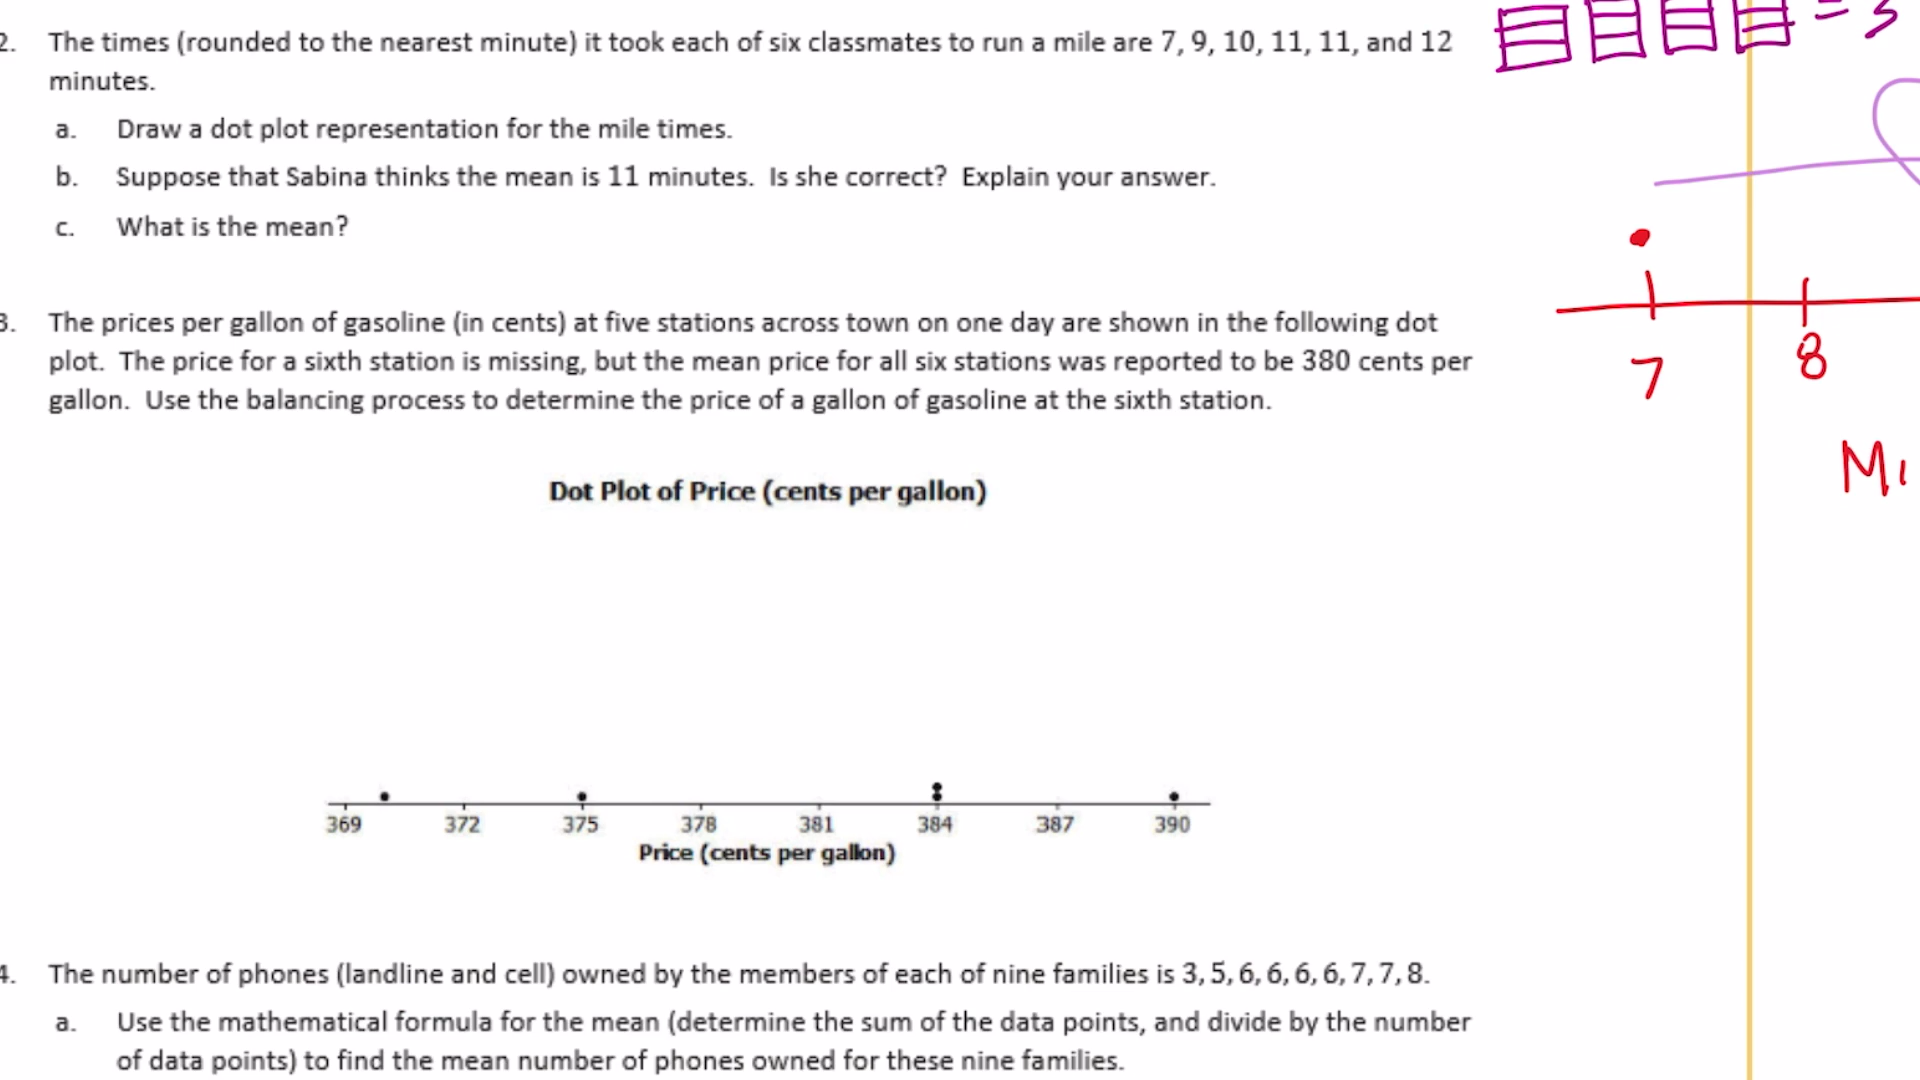 = 3
2. The times (rounded to the nearest minute) it took each of six classmates to run a mile are 7, 9, 10, 11, 11, and 12
minutes.
a. Draw a dot plot representation for the mile times.
b. Suppose that Sabina thinks the mean is 11 minutes. Is she correct? Explain your answer.
c. What is the mean?
7 8
3. The prices per gallon of gasoline (in cents) at five stations across town on one day are shown in the following dot
plot. The price for a sixth station is missing, but the mean price for all six stations was reported to be 380 cents per
gallon. Use the balancing process to determine the price of a gallon of gasoline at the sixth station.
Dot Plot of Price (cents per gallon)
369 372 375 378 381 384 387 390
Price (cents per gallon)
4. The number of phones (landline and cell) owned by the members of each of nine families is 3, 5, 6, 6, 6, 6, 7, 7, 8.
a. Use the mathematical formula for the mean (determine the sum of the data points, and divide by the number
of data points) to find the mean number of phones owned for these nine families.